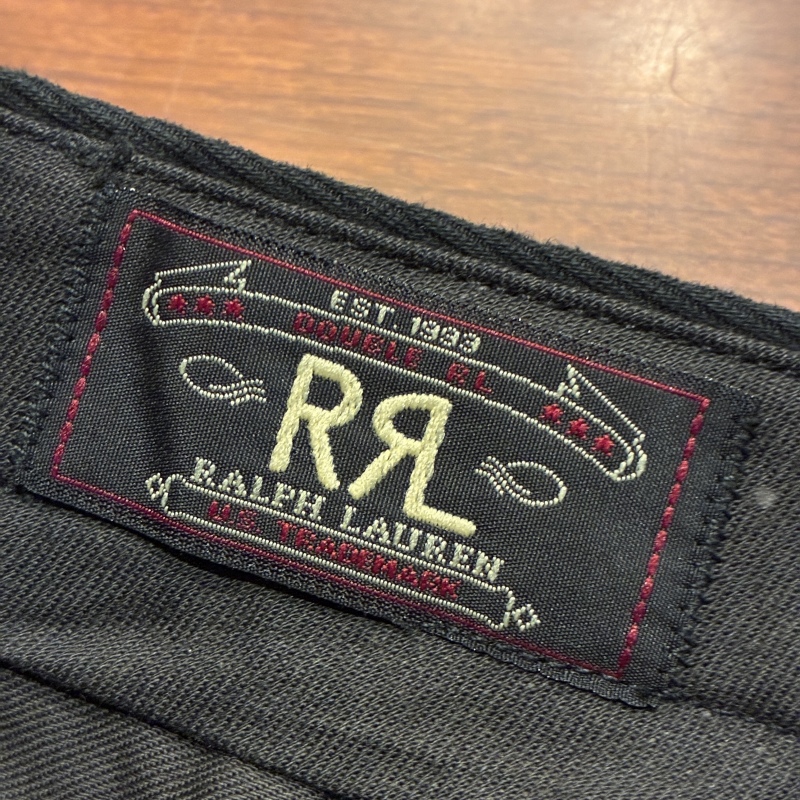 EST. 1993
DOUBLE RL
RRL
RALPH LAUREN
U.S. TRADEMARK